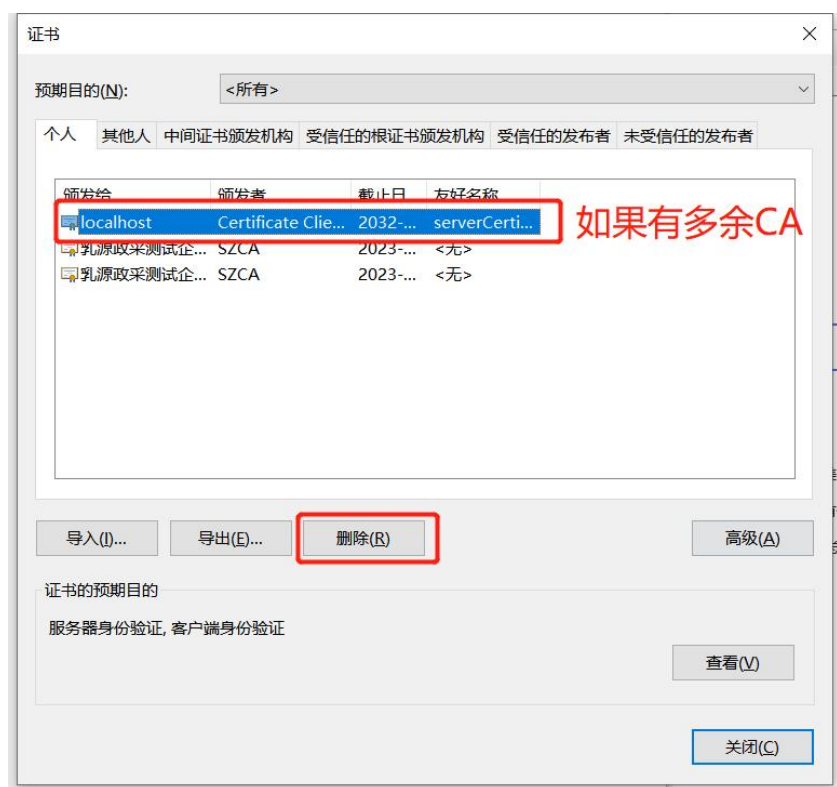 证书
预期目的(N): <所有>
个人 其他人 中间证书颁发机构 受信任的根证书颁发机构 受信任的发布者 未受信任的发布者
颁发给 颁发者 截止日 友好名称
localhost Certificate Clie... 2032-... serverCerti...
如果有多余CA
乳源政采测试企... SZCA 2023-... <无>
乳源政采测试企... SZCA 2023-... <无>
导入(I)... 导出(E)... 删除(R) 高级(A)
证书的预期目的
服务器身份验证, 客户端身份验证
查看(V)
关闭(C)